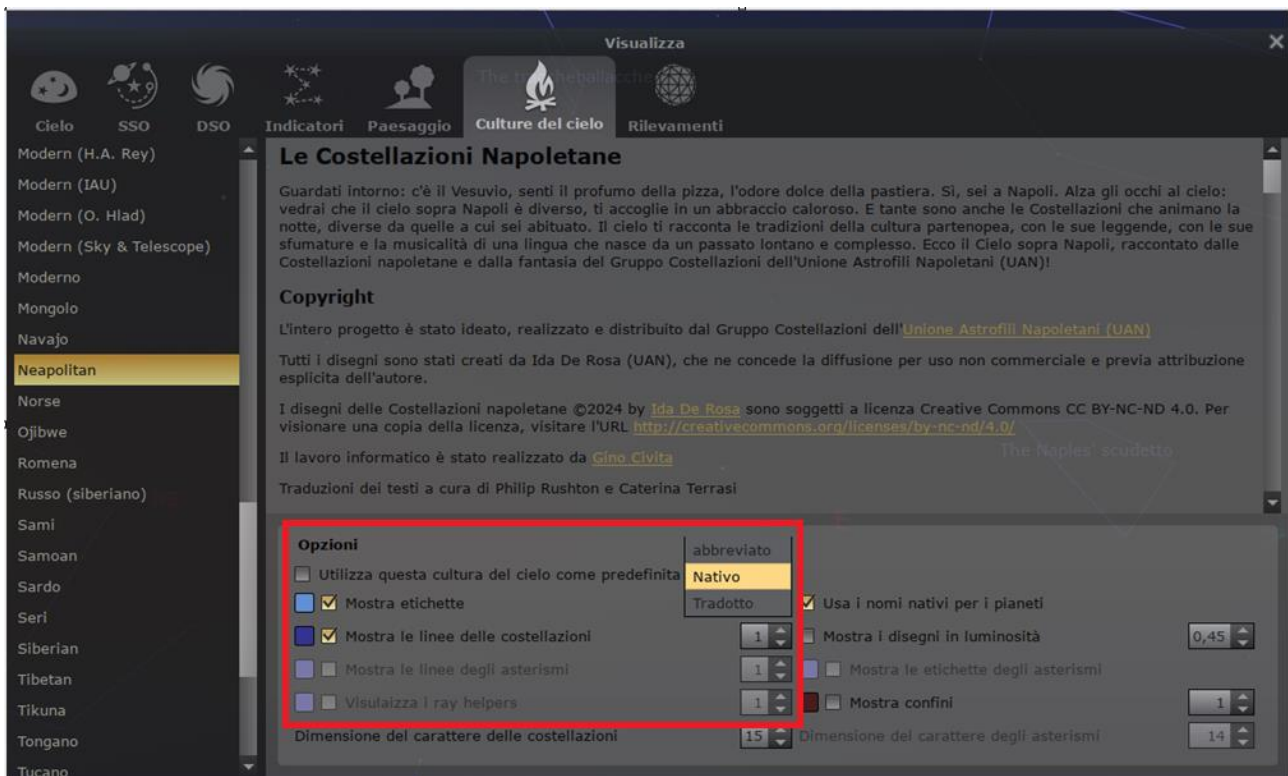 Visualizza
Cielo SSO DSO Indicatori Paesaggio Culture del cielo Rilevamenti
Modern (H.A. Rey)
Modern (IAU)
Modern (O. Hlad)
Modern (Sky & Telescope)
Moderno
Mongolo
Navajo
Neapolitan
Norse
Ojibwe
Romena
Russo (siberiano)
Sami
Samoan
Sardo
Seri
Siberian
Tibetan
Tikuna
Tongano
Tucano
Le Costellazioni Napoletane
Guardati intorno: c'è il Vesuvio, senti il profumo della pizza, l'odore dolce della pastiera. Sì, sei a Napoli. Alza gli occhi al cielo:
vedrai che il cielo sopra Napoli è diverso, ti accoglie in un abbraccio caloroso. E tante sono anche le Costellazioni che animano la
notte, diverse da quelle a cui sei abituato. Il cielo ti racconta le tradizioni della cultura partenopea, con le sue leggende, con le sue
sfumature e la musicalità di una lingua che nasce da un passato lontano e complesso. Ecco il Cielo sopra Napoli, raccontato dalle
Costellazioni napoletane e dalla fantasia del Gruppo Costellazioni dell'Unione Astrofili Napoletani (UAN)!
Copyright
L'intero progetto è stato ideato, realizzato e distribuito dal Gruppo Costellazioni dell'Unione Astrofili Napoletani (UAN)
Tutti i disegni sono stati creati da Ida De Rosa (UAN), che ne concede la diffusione per uso non commerciale e previa attribuzione
esplicita dell'autore.
I disegni delle Costellazioni napoletane ©2024 by Ida De Rosa sono soggetti a licenza Creative Commons CC BY-NC-ND 4.0. Per
visionare una copia della licenza, visitare l'URL http://creativecommons.org/licenses/by-nc-nd/4.0/
The Naples' scudetto
Il lavoro informatico è stato realizzato da Gino Civita
Traduzioni dei testi a cura di Philip Rushton e Caterina Terrasi
Opzioni
abbreviato
Utilizza questa cultura del cielo come predefinita Nativo
Mostra etichette Tradotto Usa i nomi nativi per i pianeti
Mostra le linee delle costellazioni 1 Mostra i disegni in luminosità 0,45
Mostra le linee degli asterismi 1 Mostra le etichette degli asterismi
Visulaizza i ray helpers 1 Mostra confini 1
Dimensione del carattere delle costellazioni 15 Dimensione del carattere degli asterismi 14